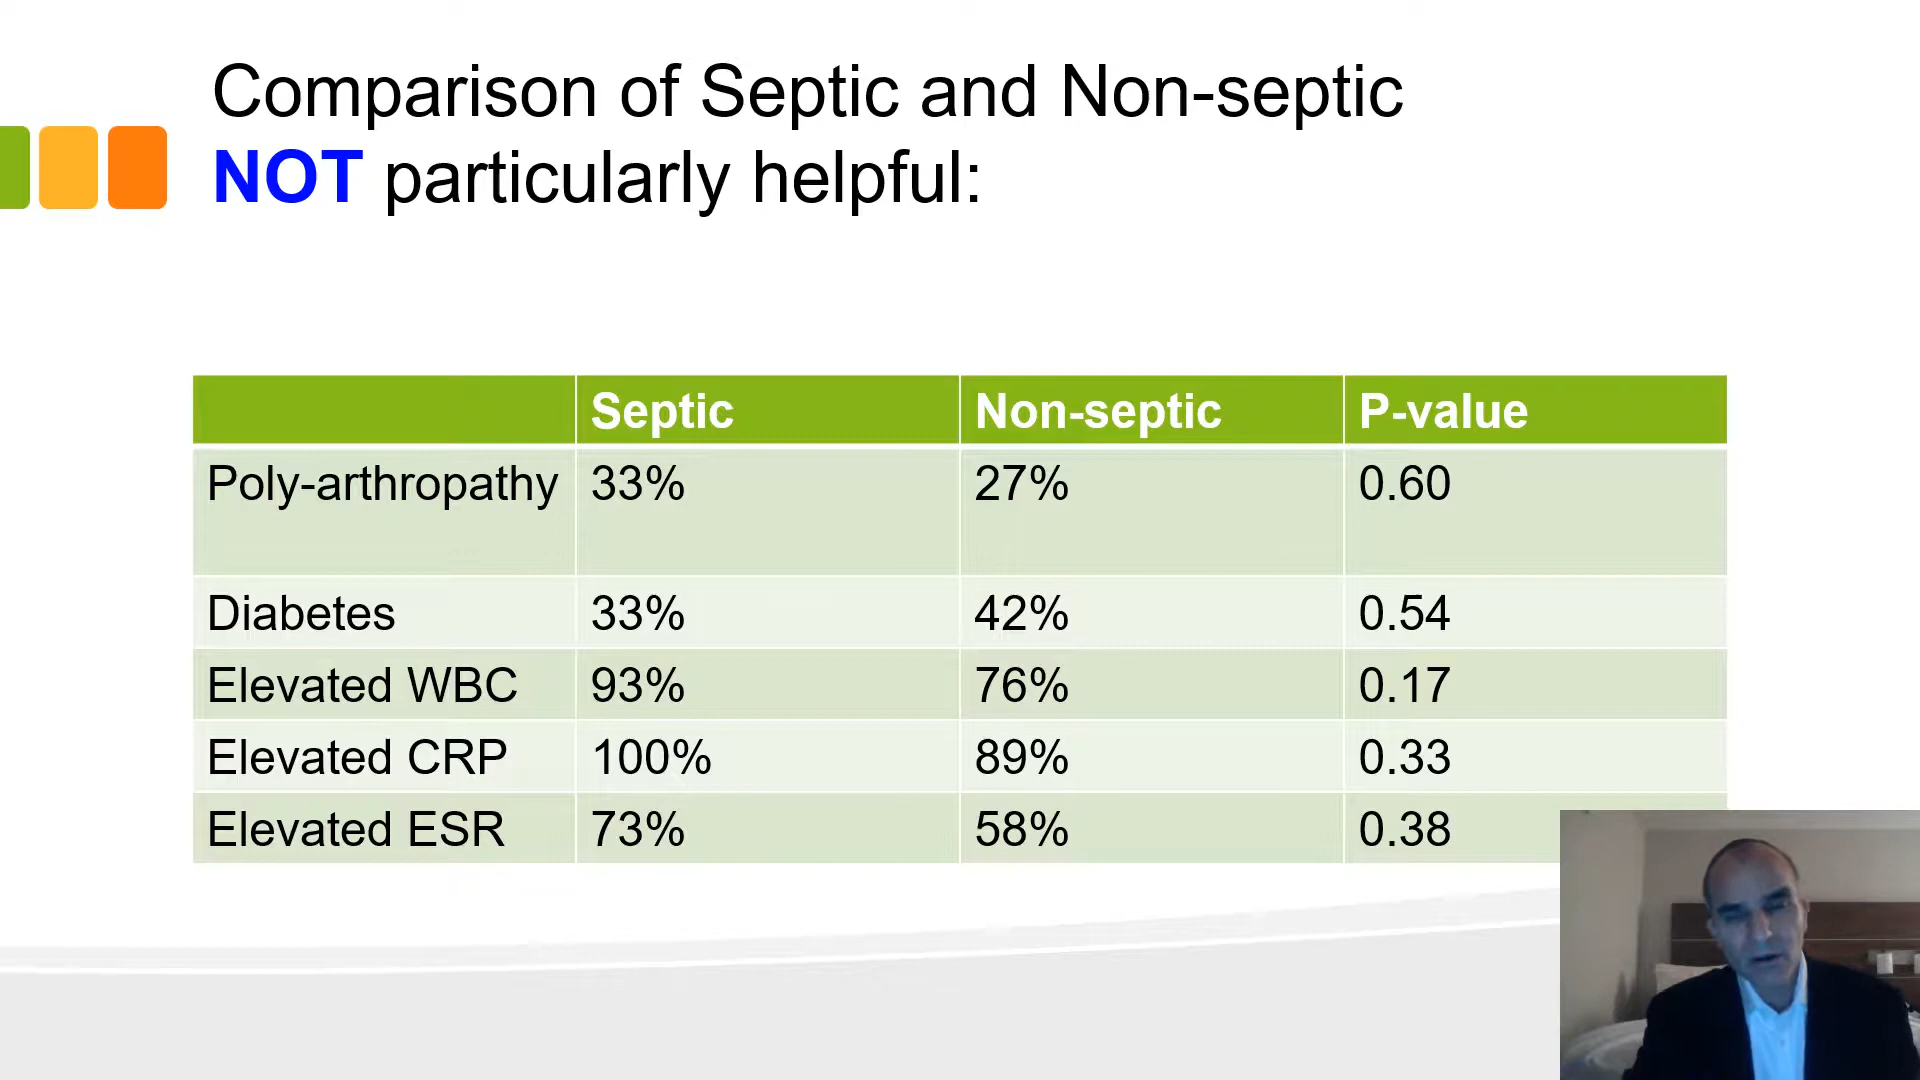 Comparison of Septic and Non-septic
NOT particularly helpful:
Septic Non-septic P-value
Poly-arthropathy 33% 27% 0.60
Diabetes 33% 42% 0.54
Elevated WBC 93% 76% 0.17
Elevated CRP 100% 89% 0.33
Elevated ESR 73% 58% 0.38